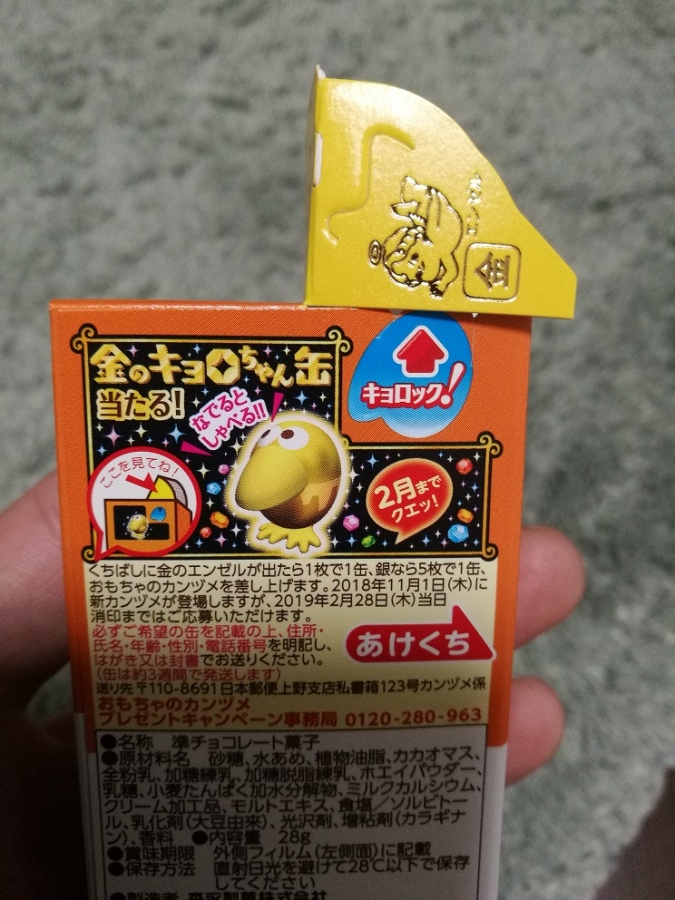 金
金のキョロちゃん缶
当たる!
なでると
しゃべる!!
キョロック!
ここを見てね!
2月まで
クエッ!
くちばしに金のエンゼルが出たら1枚で1缶、銀なら5枚で1缶、
おもちゃのカンヅメを差し上げます。2018年11月1日(木)に
新カンヅメが登場しますが、2019年2月28日(木)当日
消印まではご応募いただけます。
必ずご希望の缶を記載の上、住所・
氏名・年齢・性別・電話番号を明記し、
はがき又は封書でお送りください。
(缶は約3週間で発送します)
あけくち
送り先 〒110-8691 日本郵便上野支店私書箱123号カンヅメ係
おもちゃのカンヅメ
プレゼントキャンペーン事務局 0120-280-963
●名称 準チョコレート菓子
●原材料名 砂糖、水あめ、植物油脂、カカオマス、
全粉乳、加糖練乳、加糖脱脂練乳、ホエイパウダー、
乳糖、小麦たんぱく加水分解物、ミルクカルシウム、
クリーム加工品、モルトエキス、食塩/ソルビトー
ル、乳化剤(大豆由来)、光沢剤、増粘剤(カラギナ
ン)、香料 ●内容量 28g
●賞味期限 外側フィルム(左側面)に記載
●保存方法 直射日光を避けて28℃以下で保存
してください
●製造者 森永製菓株式会社